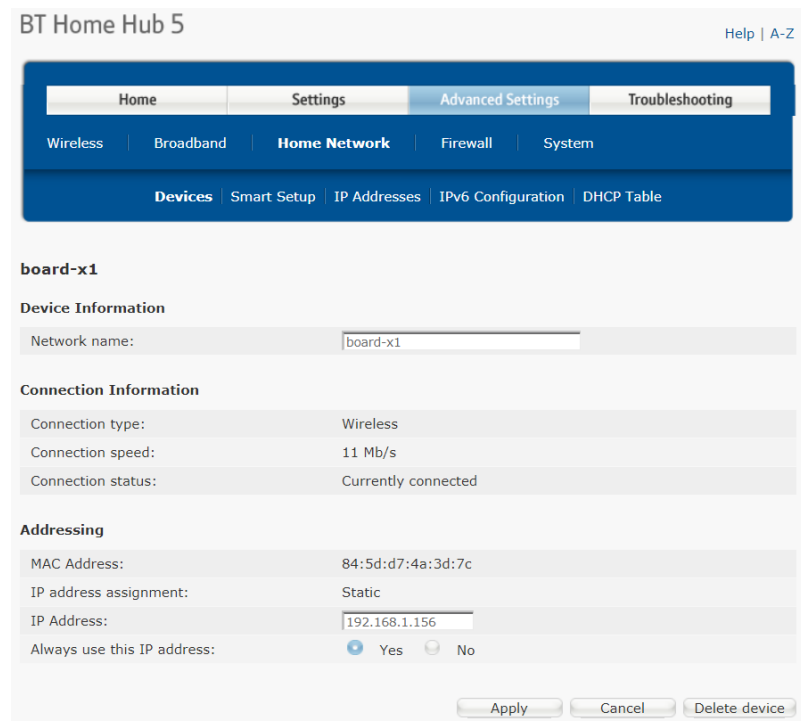 BT Home Hub 5
Help | A-Z
Home Settings Advanced Settings Troubleshooting
Wireless Broadband Home Network Firewall System
Devices Smart Setup IP Addresses IPv6 Configuration DHCP Table
board-x1
Device Information
Network name: board-x1
Connection Information
Connection type: Wireless
Connection speed: 11 Mb/s
Connection status: Currently connected
Addressing
MAC Address: 84:5d:d7:4a:3d:7c
IP address assignment: Static
IP Address: 192.168.1.156
Always use this IP address: Yes No
Apply Cancel Delete device